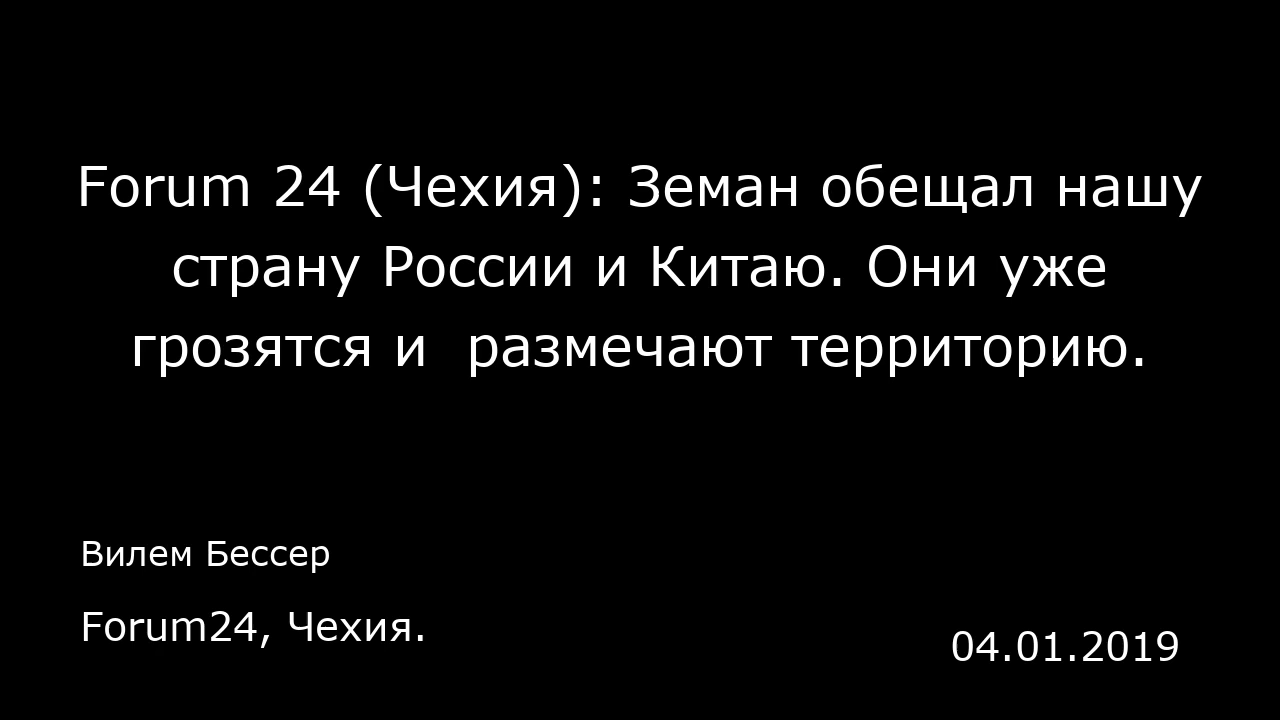 Forum 24 (Чехия): Земан обещал нашу
страну России и Китаю. Они уже
грозятся и  размечают территорию.
Вилем Бессер
Forum24, Чехия.
04.01.2019